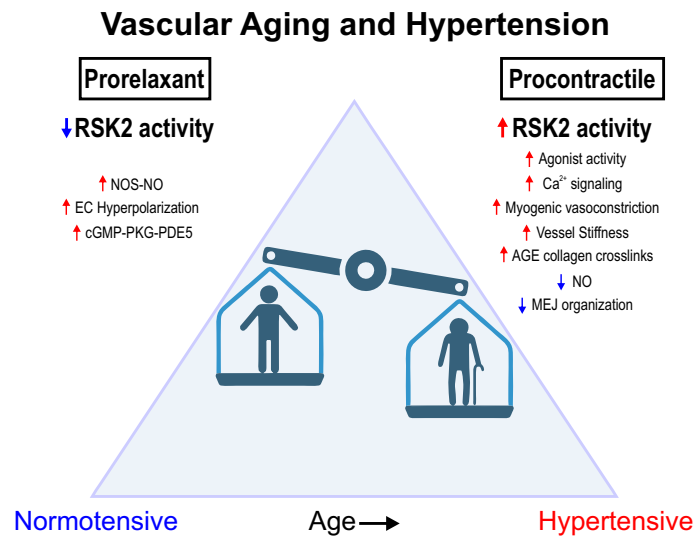 Vascular Aging and Hypertension
Prorelaxant
↓RSK2 activity
↑ NOS-NO
↑ EC Hyperpolarization
↑ cGMP-PKG-PDE5
Procontractile
↑RSK2 activity
↑ Agonist activity
↑ Ca²⁺ signaling
↑ Myogenic vasoconstriction
↑ Vessel Stiffness
↑ AGE collagen crosslinks
↓ NO
↓ MEJ organization
Normotensive
Age→
Hypertensive